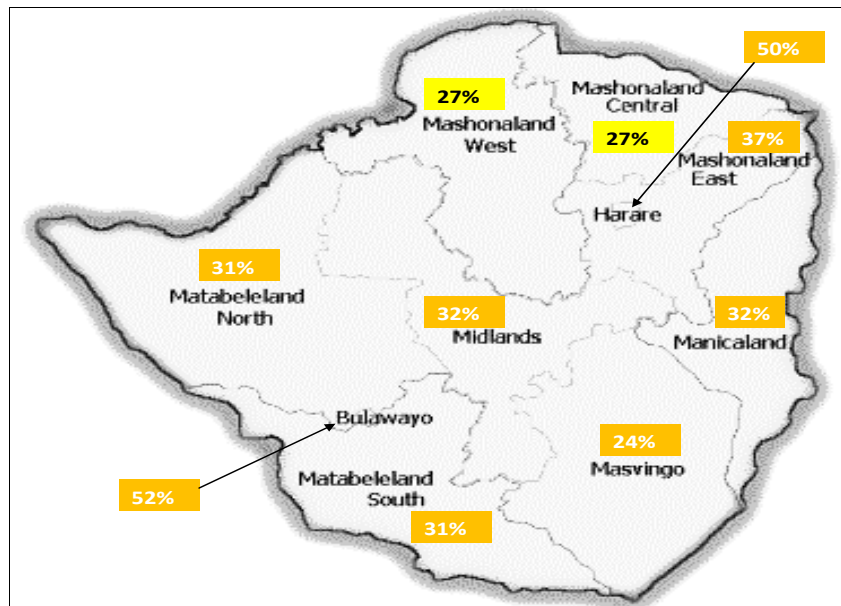 50%
Mashonaland
Central
27%
Mashonaland
West
27%
37%
Mashonaland
East
Harare
31%
Matabeleland
North
32%
Midlands
32%
Manicaland
Bulawayo
24%
Masvingo
52%
Matabeleland
South
31%